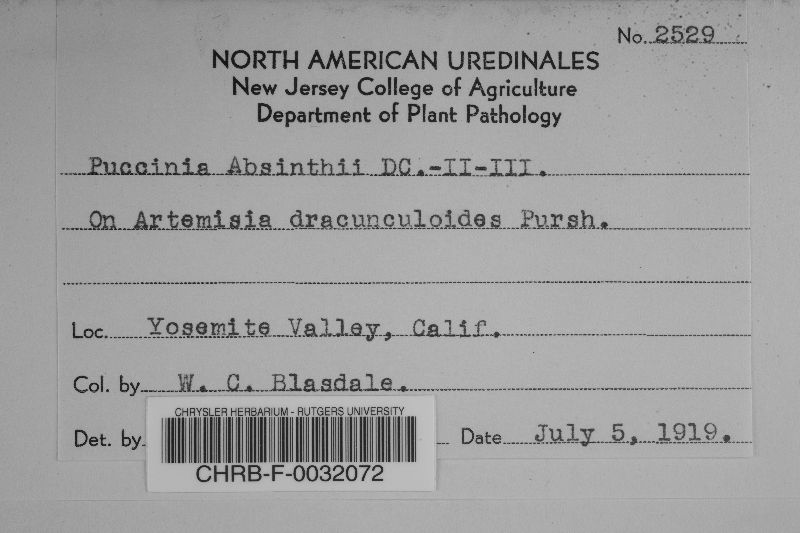 No. 2529
NORTH AMERICAN UREDINALES
New Jersey College of Agriculture
Department of Plant Pathology
Puccinia Absinthii DC.-II-III.
On Artemisia dracunculoides Pursh.
Loc. Yosemite Valley, Calif.
Col. by W. C. Blasdale.
Det. by
Date July 5, 1919.
CHRYSLER HERBARIUM - RUTGERS UNIVERSITY
CHRB-F-0032072